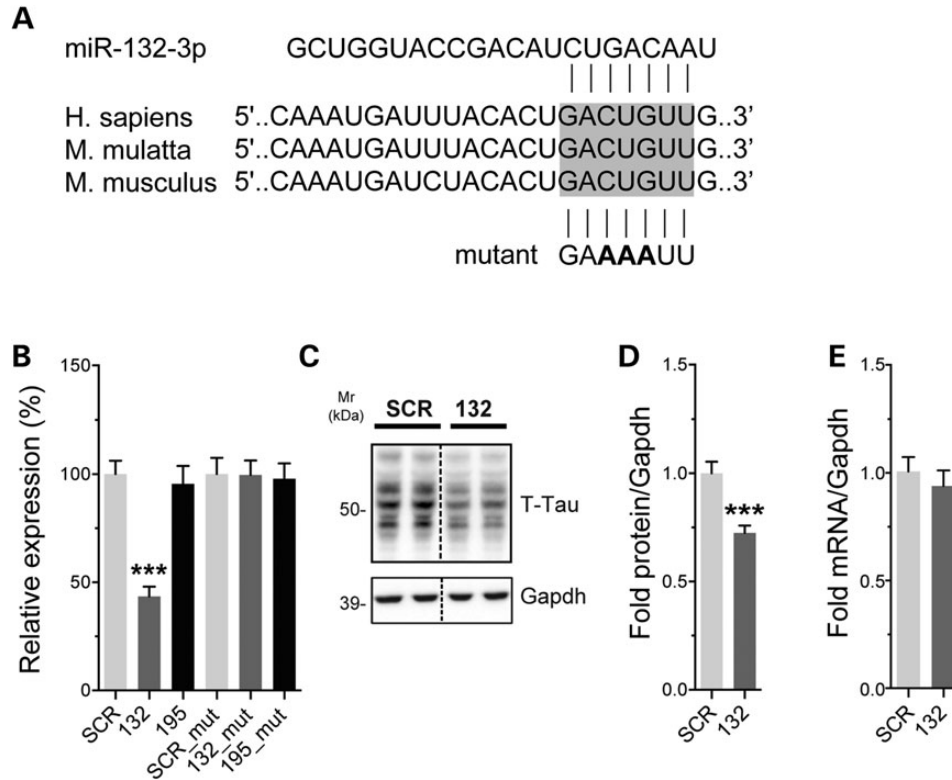 A
miR-132-3p GCUGGUACCGACAUCUGACAAU
H. sapiens 5'..CAAAUGAUUUACACUGACUGUUG..3’
M. mulatta 5'..CAAAUGAUUUACACUGACUGUUG..3’
M. musculus 5'..CAAAUGAUCUACACUGACUGUUG..3’
mutant GAAAAUU
B
Relative expression (%)
150
100
50
0
SCR
132
195
SCR_mut
132_mut
195_mut
***
C
Mr
(kDa)
SCR 132
50-
T-Tau
39-
Gapdh
D
Fold protein/Gapdh
1.5
1.0
0.5
0.0
***
SCR
132
E
Fold mRNA/Gapdh
1.5
1.0
0.5
0.0
SCR
132